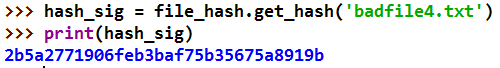 >>> hash_sig = file_hash.get_hash('badfile4.txt')
>>> print(hash_sig)
2b5a2771906feb3baf75b35675a8919b